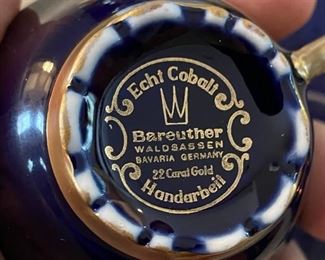 Echt Cobalt
Bareuther
WALDSASSEN
BAVARIA GERMANY
22 Carat Gold
Handarbeit